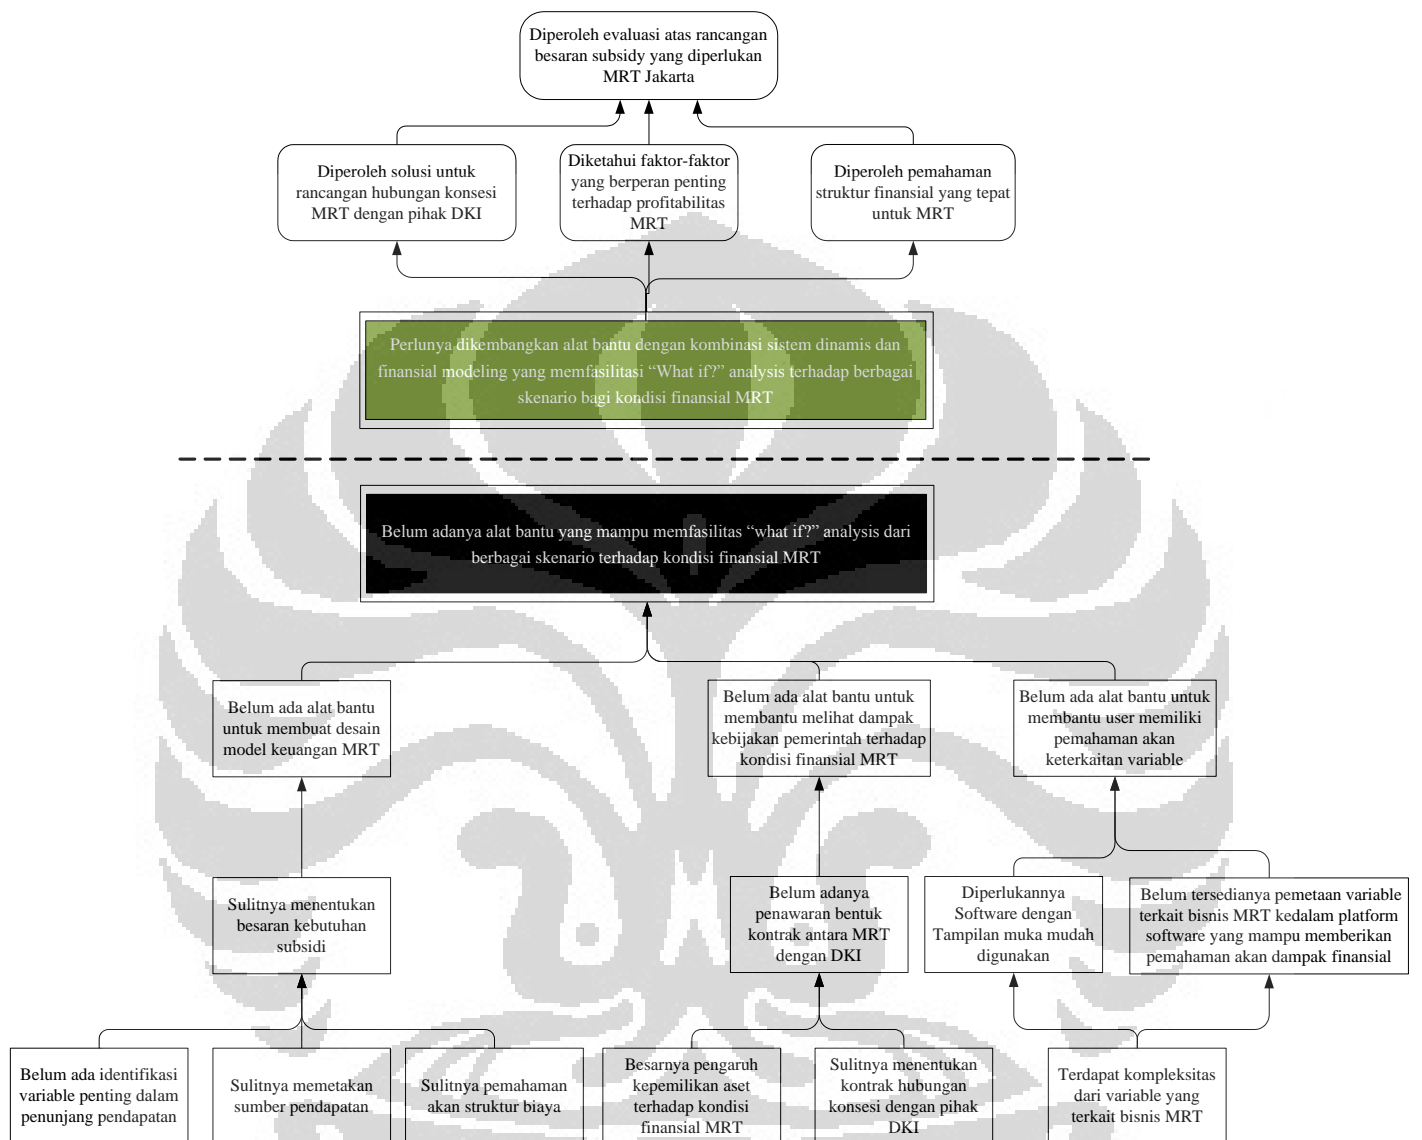 Diperoleh evaluasi atas rancangan
besaran subsidy yang diperlukan
MRT Jakarta
Diperoleh solusi untuk
rancangan hubungan konsesi
MRT dengan pihak DKI
Diketahui faktor-faktor
yang berperan penting
terhadap profitabilitas
MRT
Diperoleh pemahaman
struktur finansial yang tepat
untuk MRT
Perlunya dikembangkan alat bantu dengan kombinasi sistem dinamis dan
finansial modeling yang memfasilitasi “What if?” analysis terhadap berbagai
skenario bagi kondisi finansial MRT
Belum adanya alat bantu yang mampu memfasilitas “what if?” analysis dari
berbagai skenario terhadap kondisi finansial MRT
Belum ada alat bantu
untuk membuat desain
model keuangan MRT
Belum ada alat bantu untuk
membantu melihat dampak
kebijakan pemerintah terhadap
kondisi finansial MRT
Belum ada alat bantu untuk
membantu user memiliki
pemahaman akan
keterkaitan variable
Sulitnya menentukan
besaran kebutuhan
subsidi
Belum adanya
penawaran bentuk
kontrak antara MRT
dengan DKI
Diperlukannya
Software dengan
Tampilan muka mudah
digunakan
Belum tersedianya pemetaan variable
terkait bisnis MRT kedalam platform
software yang mampu memberikan
pemahaman akan dampak finansial
Belum ada identifikasi
variable penting dalam
penunjang pendapatan
Sulitnya memetakan
sumber pendapatan
Sulitnya pemahaman
akan struktur biaya
Besarnya pengaruh
kepemilikan aset
terhadap kondisi
finansial MRT
Sulitnya menentukan
kontrak hubungan
konsesi dengan pihak
DKI
Terdapat kompleksitas
dari variable yang
terkait bisnis MRT